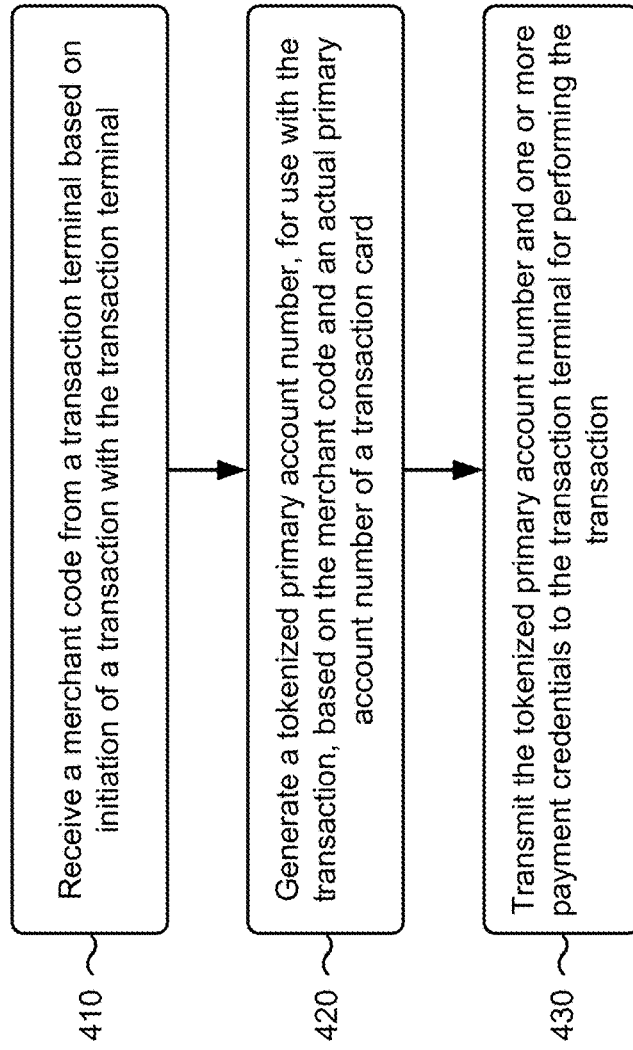 410
Receive a merchant code from a transaction terminal based on
initiation of a transaction with the transaction terminal
420
Generate a tokenized primary account number, for use with the
transaction, based on the merchant code and an actual primary
account number of a transaction card
430
Transmit the tokenized primary account number and one or more
payment credentials to the transaction terminal for performing the
transaction